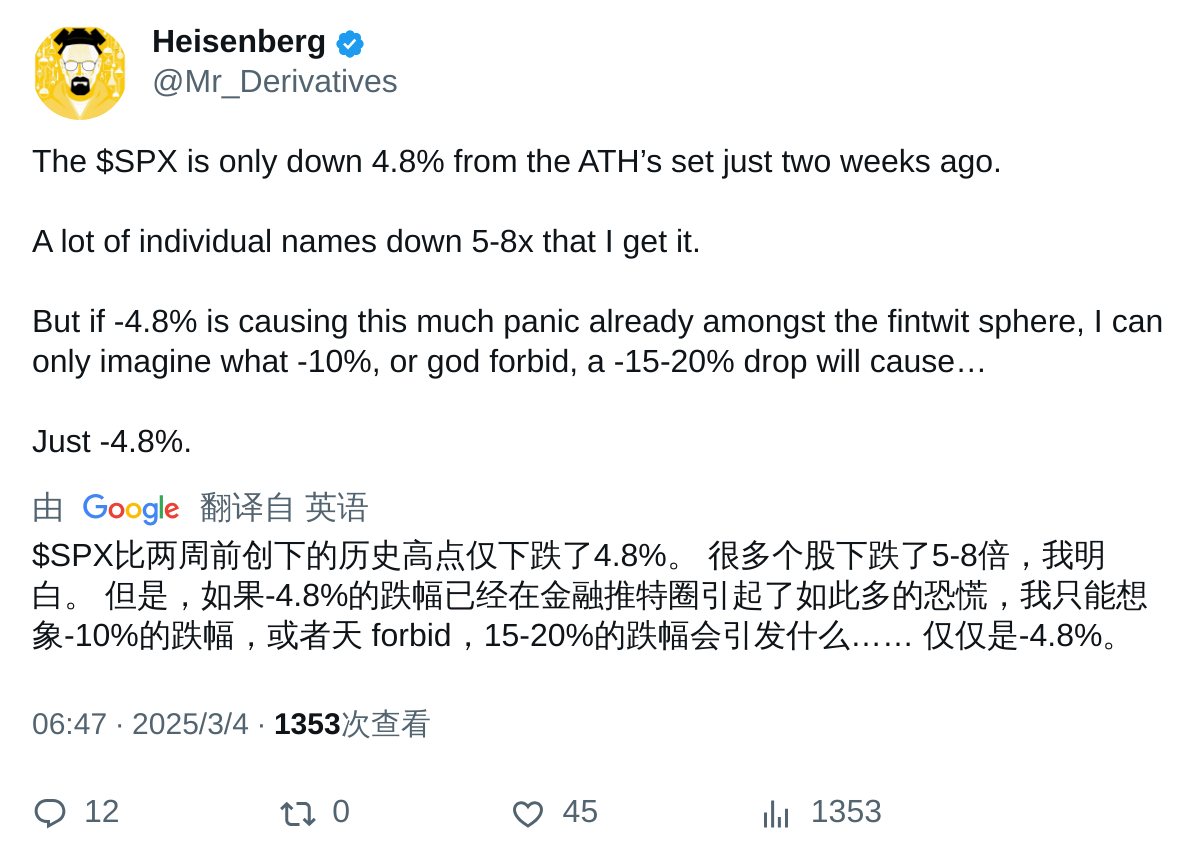 Heisenberg
@Mr_Derivatives
The $SPX is only down 4.8% from the ATH’s set just two weeks ago.
A lot of individual names down 5-8x that I get it.
But if -4.8% is causing this much panic already amongst the fintwit sphere, I can
only imagine what -10%, or god forbid, a -15-20% drop will cause…
Just -4.8%.
由 Google 翻译自 英语
$SPX比两周前创下的历史高点仅下跌了4.8%。 很多个股下跌了5-8倍，我明
白。 但是，如果-4.8%的跌幅已经在金融推特圈引起了如此多的恐慌，我只能想
象-10%的跌幅，或者天 forbid，15-20%的跌幅会引发什么…… 仅仅是-4.8%。
06:47 · 2025/3/4 · 1353次查看
12 0 45 1353